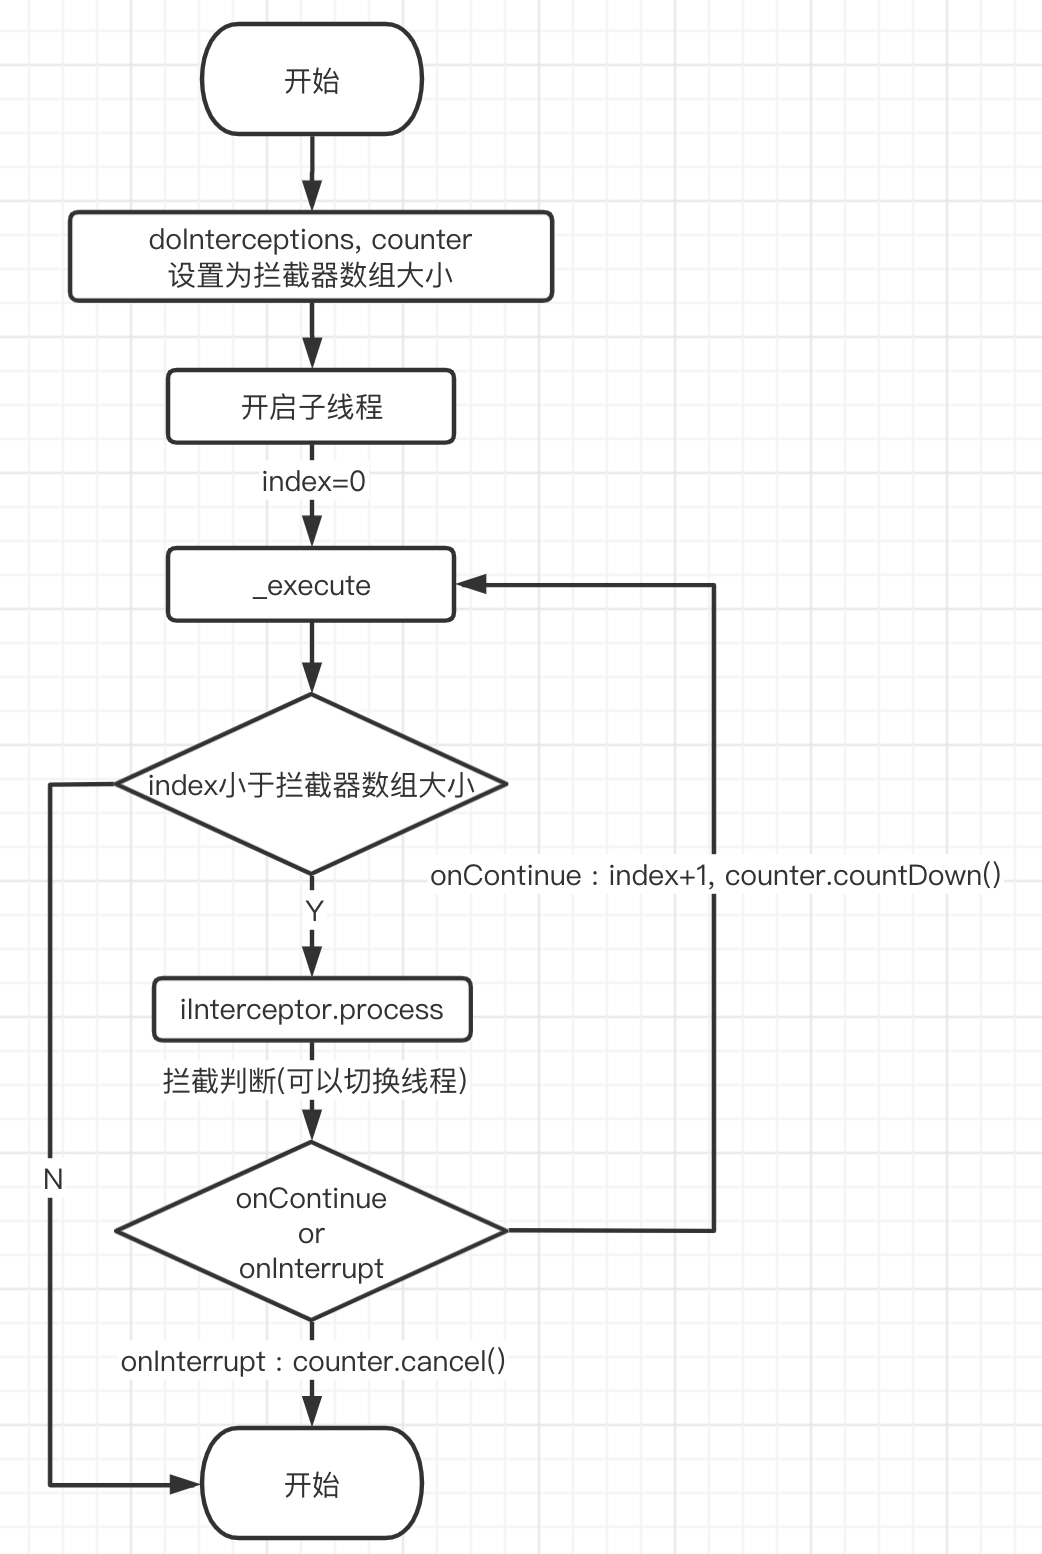 开始
doInterceptions, counter
设置为拦截器数组大小
开启子线程
index=0
_execute
index小于拦截器数组大小
onContinue：index+1, counter.countDown()
Y
iInterceptor.process
拦截判断(可以切换线程)
N
onContinue
or
onInterrupt
onInterrupt：counter.cancel()
开始